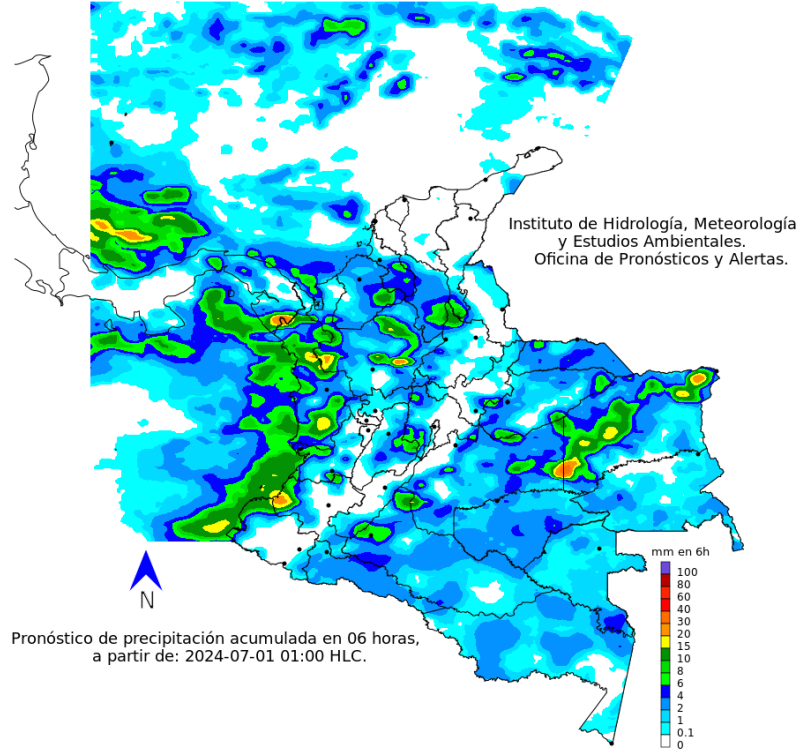 Instituto de Hidrología, Meteorología
y Estudios Ambientales.
Oficina de Pronósticos y Alertas.
mm en 6h
100
80
60
40
30
20
15
10
8
6
4
2
1
0.1
0
N
Pronóstico de precipitación acumulada en 06 horas,
a partir de: 2024-07-01 01:00 HLC.